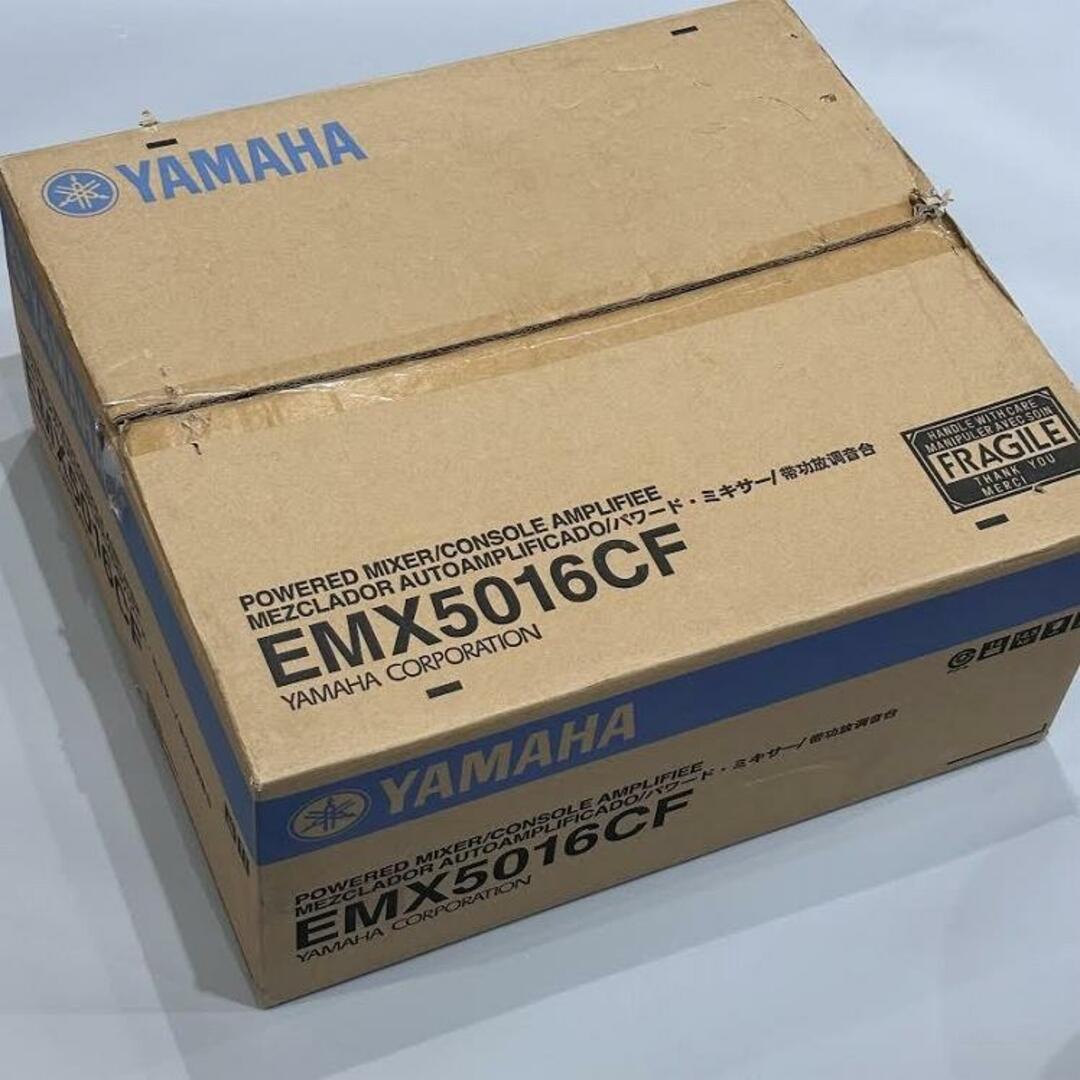 YAMAHA
HANDLE WITH CARE
MANIPULER AVEC SOIN
FRAGILE
THANK YOU
MERCI
POWERED MIXER/CONSOLE AMPLIFIEE
MEZCLADOR AUTOAMPLIFICADO/パワード・ミキサー/带功放调音台
EMX5016CF
YAMAHA CORPORATION
YAMAHA
POWERED MIXER/CONSOLE AMPLIFIEE
MEZCLADOR AUTOAMPLIFICADO/パワード・ミキサー/带功放调音台
EMX5016CF
YAMAHA CORPORATION